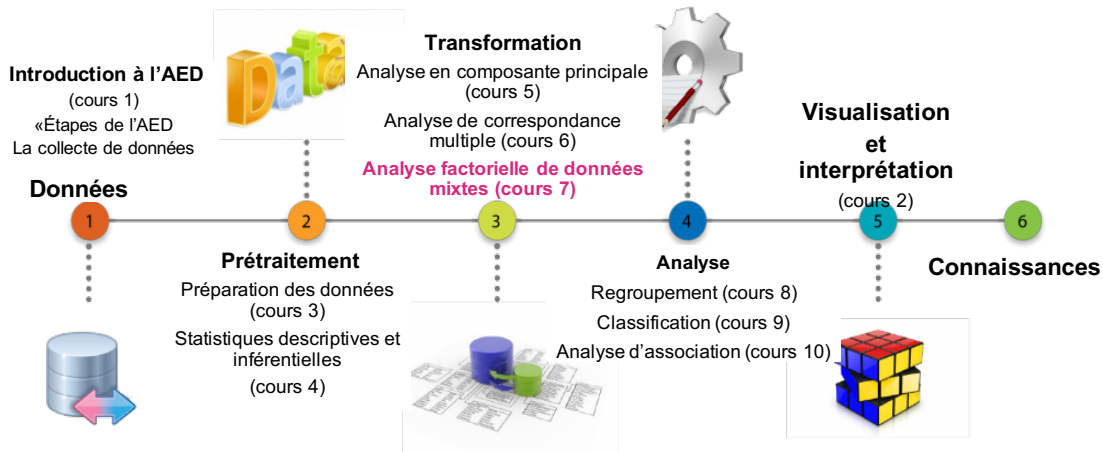 Introduction à l’AED
(cours 1)
«Étapes de l’AED
La collecte de données
Données
1
Data
2
Prétraitement
Préparation des données
(cours 3)
Statistiques descriptives et
inférentielles
(cours 4)
Transformation
Analyse en composante principale
(cours 5)
Analyse de correspondance
multiple (cours 6)
Analyse factorielle de données
mixtes (cours 7)
3
4
Analyse
Regroupement (cours 8)
Classification (cours 9)
Analyse d’association (cours 10)
Visualisation
et
interprétation
(cours 2)
5
6
Connaissances